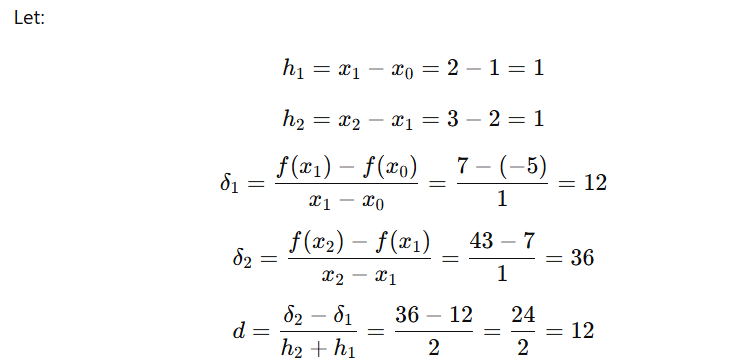 Let:
h₁ = x₁ − x₀ = 2 − 1 = 1
h₂ = x₂ − x₁ = 3 − 2 = 1
δ₁ = (f(x₁) − f(x₀))/(x₁ − x₀) = (7 − (−5))/1 = 12
δ₂ = (f(x₂) − f(x₁))/(x₂ − x₁) = (43 − 7)/1 = 36
d = (δ₂ − δ₁)/(h₂ + h₁) = (36 − 12)/2 = 24/2 = 12